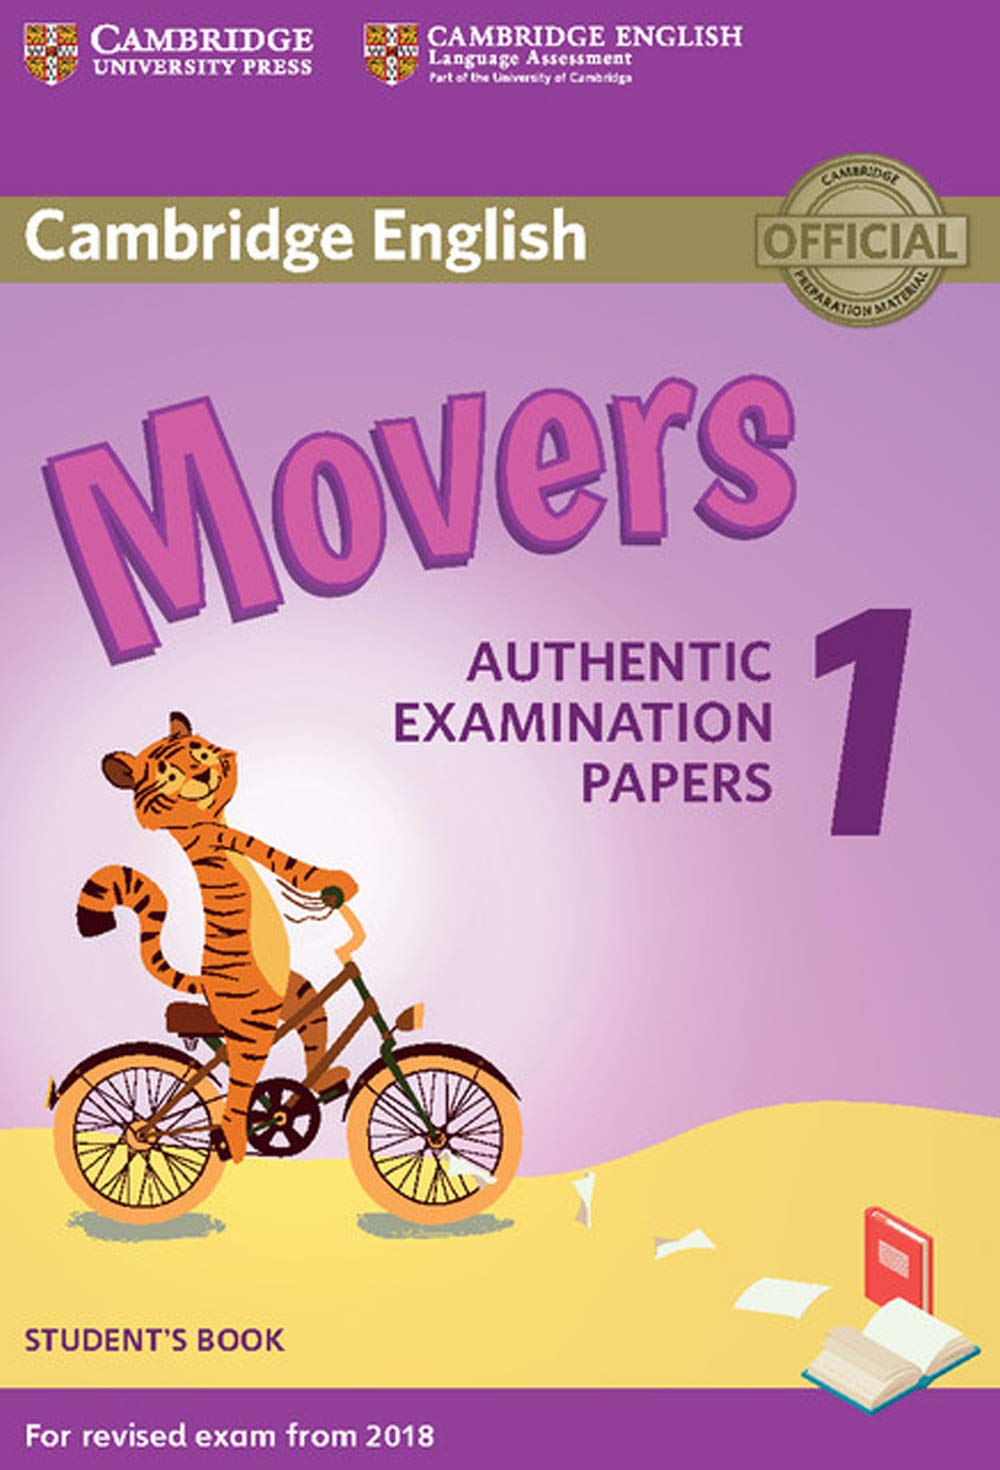 CAMBRIDGE
UNIVERSITY PRESS
CAMBRIDGE ENGLISH
Language Assessment
Part of the University of Cambridge
Cambridge English
CAMBRIDGE
OFFICIAL
PREPARATION MATERIAL
Movers
AUTHENTIC
EXAMINATION
PAPERS
1
STUDENT'S BOOK
For revised exam from 2018